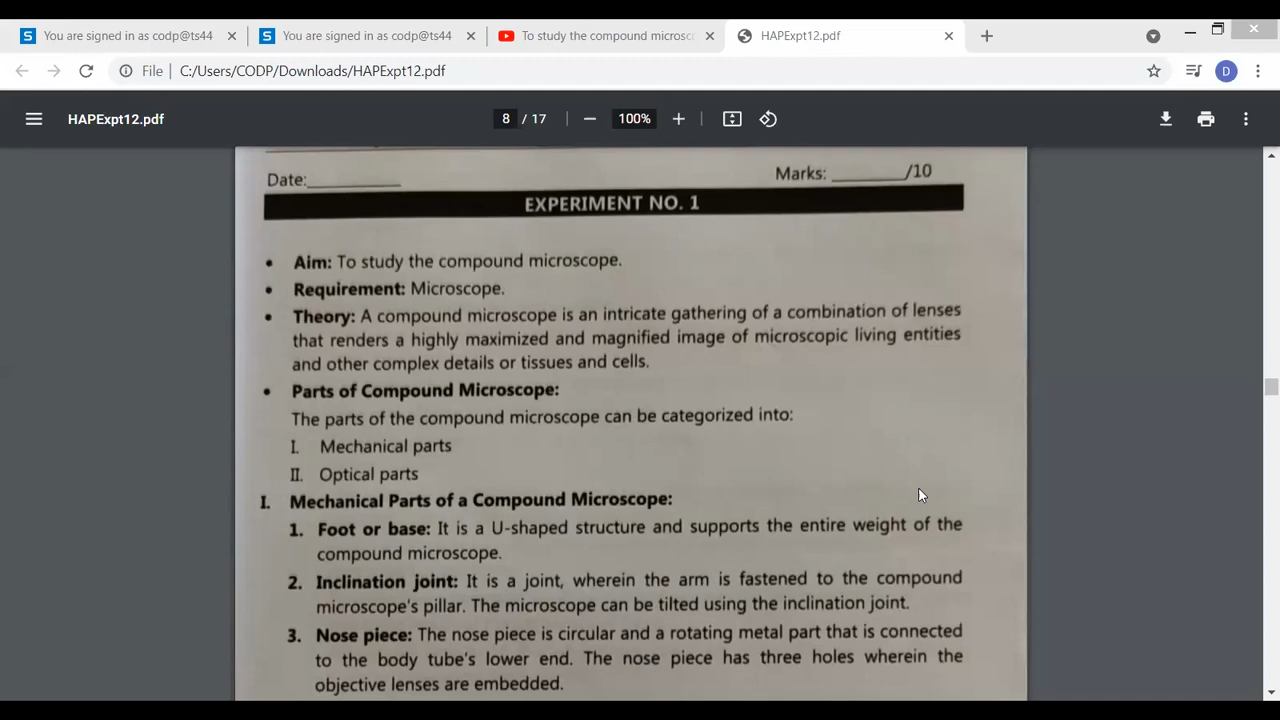 You are signed in as codp@ts44
You are signed in as codp@ts44
To study the compound microsc
HAPExpt12.pdf
File | C:/Users/CODP/Downloads/HAPExpt12.pdf
D
HAPExpt12.pdf
8 / 17
100%
Date:
Marks: ________/10
EXPERIMENT NO. 1
• Aim: To study the compound microscope.
• Requirement: Microscope.
• Theory: A compound microscope is an intricate gathering of a combination of lenses
that renders a highly maximized and magnified image of microscopic living entities
and other complex details or tissues and cells.
• Parts of Compound Microscope:
The parts of the compound microscope can be categorized into:
I. Mechanical parts
II. Optical parts
I. Mechanical Parts of a Compound Microscope:
1. Foot or base: It is a U-shaped structure and supports the entire weight of the
compound microscope.
2. Inclination joint: It is a joint, wherein the arm is fastened to the compound
microscope's pillar. The microscope can be tilted using the inclination joint.
3. Nose piece: The nose piece is circular and a rotating metal part that is connected
to the body tube's lower end. The nose piece has three holes wherein the
objective lenses are embedded.